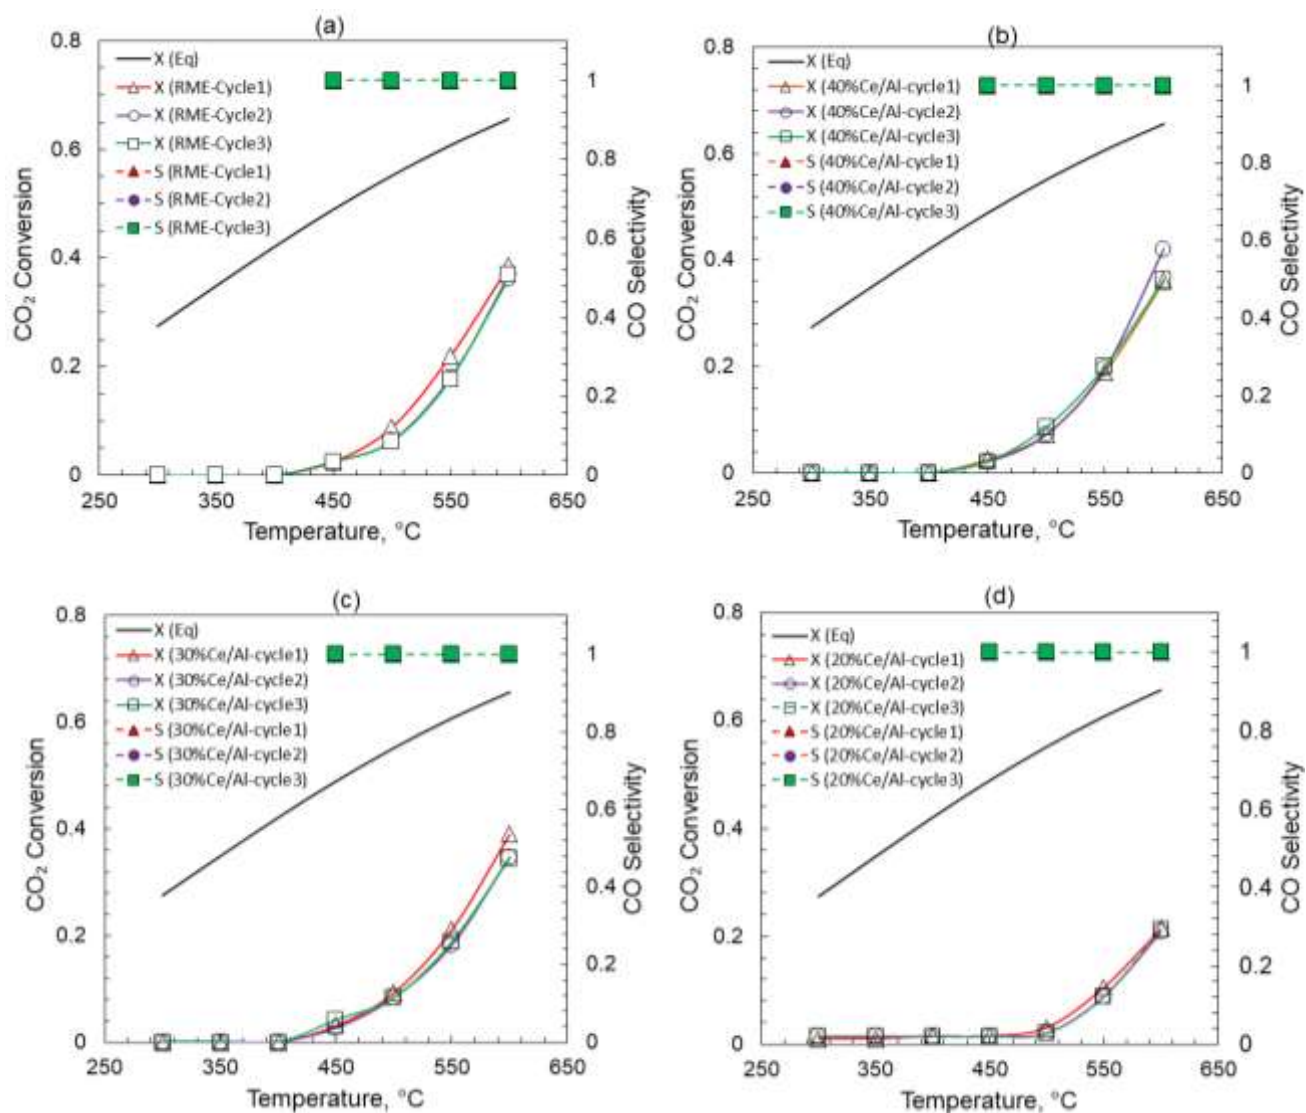 (a)
0.8
0.6
0.4
0.2
0
CO₂ Conversion
X (Eq)
X (RME-Cycle1)
X (RME-Cycle2)
X (RME-Cycle3)
S (RME-Cycle1)
S (RME-Cycle2)
S (RME-Cycle3)
1
0.8
0.6
0.4
0.2
0
CO Selectivity
250 350 450 550 650
Temperature, °C
(b)
0.8
0.6
0.4
0.2
0
CO₂ Conversion
X (Eq)
X (40%Ce/Al-cycle1)
X (40%Ce/Al-cycle2)
X (40%Ce/Al-cycle3)
S (40%Ce/Al-cycle1)
S (40%Ce/Al-cycle2)
S (40%Ce/Al-cycle3)
1
0.8
0.6
0.4
0.2
0
CO Selectivity
250 350 450 550 650
Temperature, °C
(c)
0.8
0.6
0.4
0.2
0
CO₂ Conversion
X (Eq)
X (30%Ce/Al-cycle1)
X (30%Ce/Al-cycle2)
X (30%Ce/Al-cycle3)
S (30%Ce/Al-cycle1)
S (30%Ce/Al-cycle2)
S (30%Ce/Al-cycle3)
1
0.8
0.6
0.4
0.2
0
CO Selectivity
250 350 450 550 650
Temperature, °C
(d)
0.8
0.6
0.4
0.2
0
CO₂ Conversion
X (Eq)
X (20%Ce/Al-cycle1)
X (20%Ce/Al-cycle2)
X (20%Ce/Al-cycle3)
S (20%Ce/Al-cycle1)
S (20%Ce/Al-cycle2)
S (20%Ce/Al-cycle3)
1
0.8
0.6
0.4
0.2
0
CO Selectivity
250 350 450 550 650
Temperature, °C